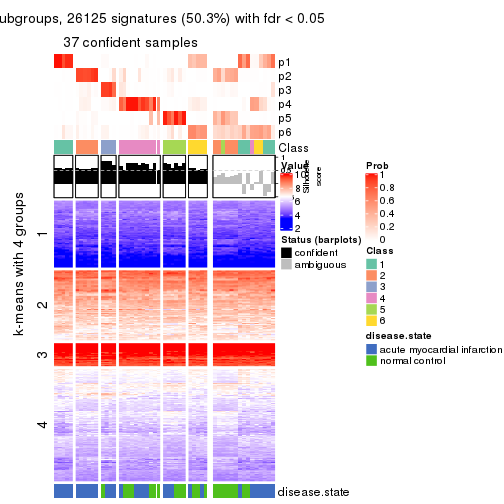 ubgroups, 26125 signatures (50.3%) with fdr < 0.05
37 confident samples
p1
p2
p3
p4
p5
p6
Class
1
0
Silhouette
score
k-means with 4 groups
1
2
3
4
disease.state
Value
10
8
6
4
2
Status (barplots)
confident
ambiguous
Prob
1
0.8
0.6
0.4
0.2
0
Class
1
2
3
4
5
6
disease.state
acute myocardial infarction
normal control